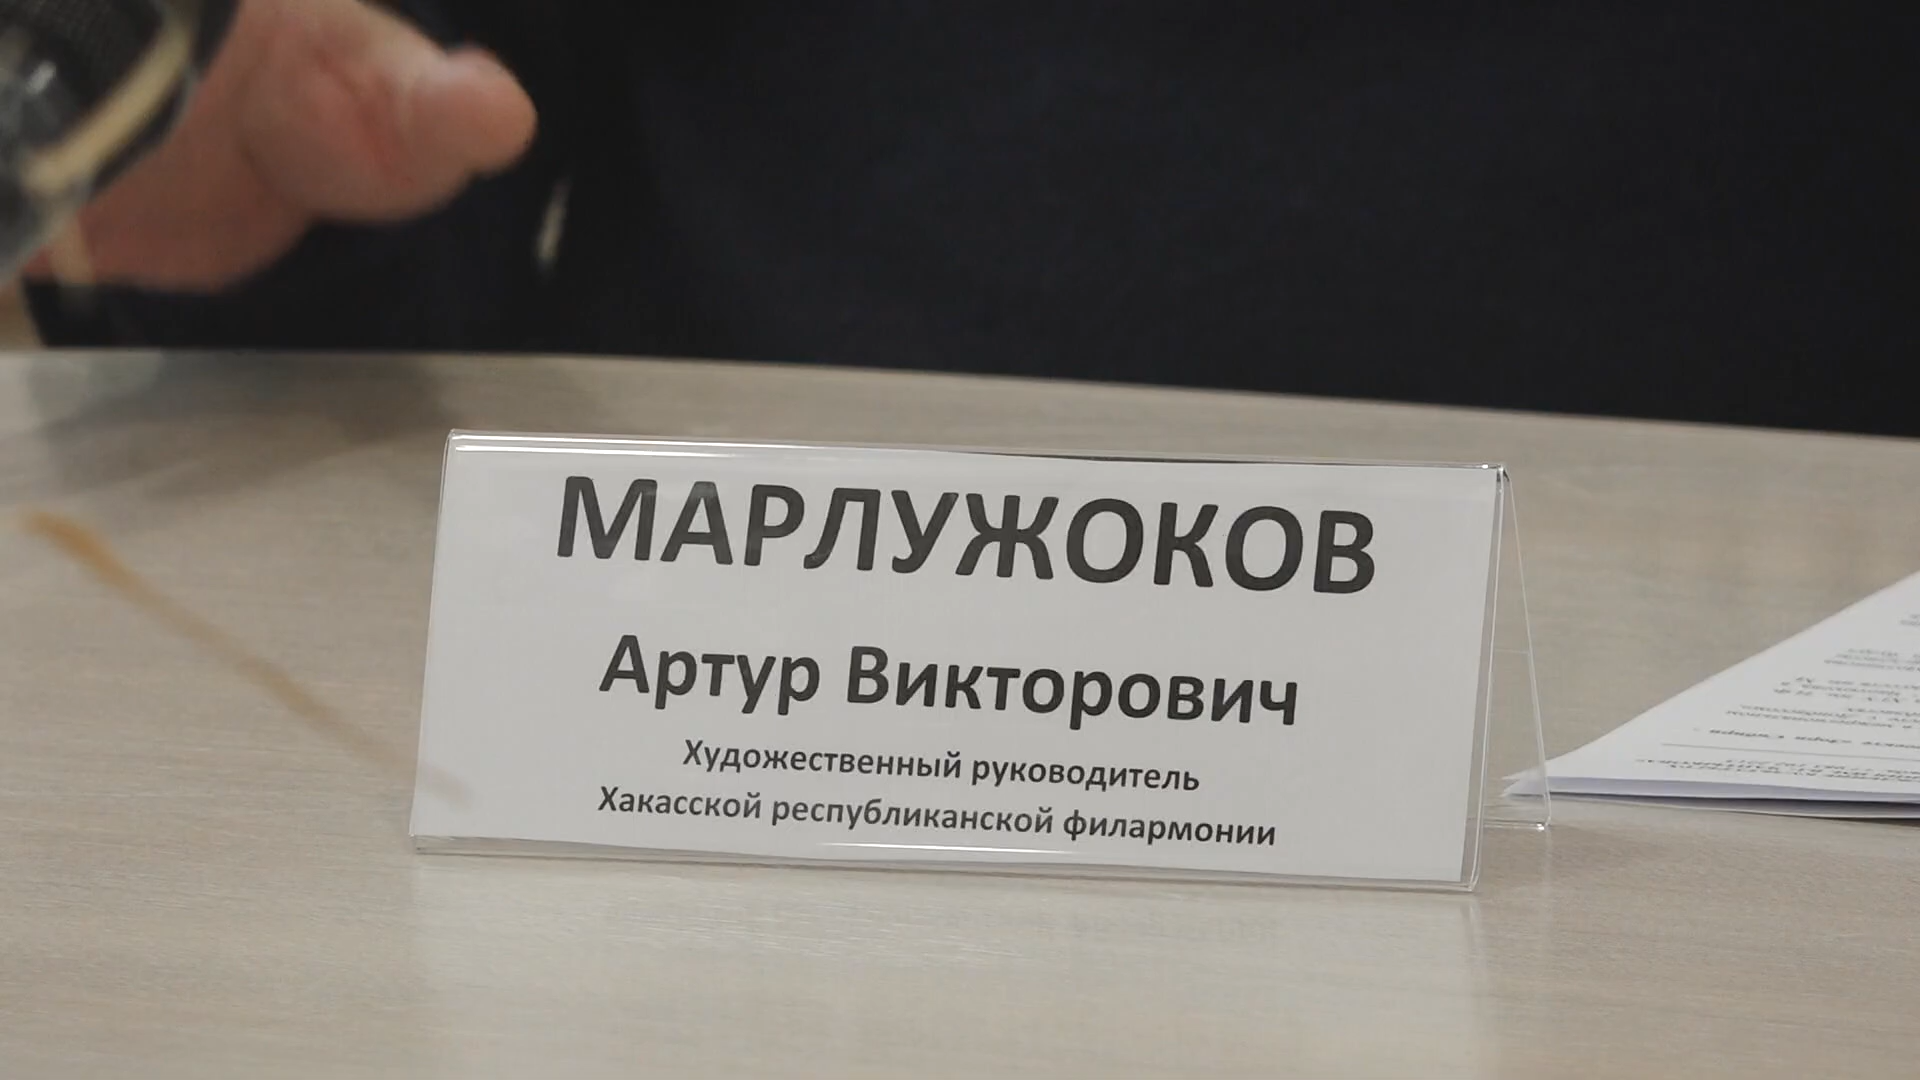 МАРЛУЖОКОВ
Артур Викторович
Художественный руководитель
Хакасской республиканской филармонии